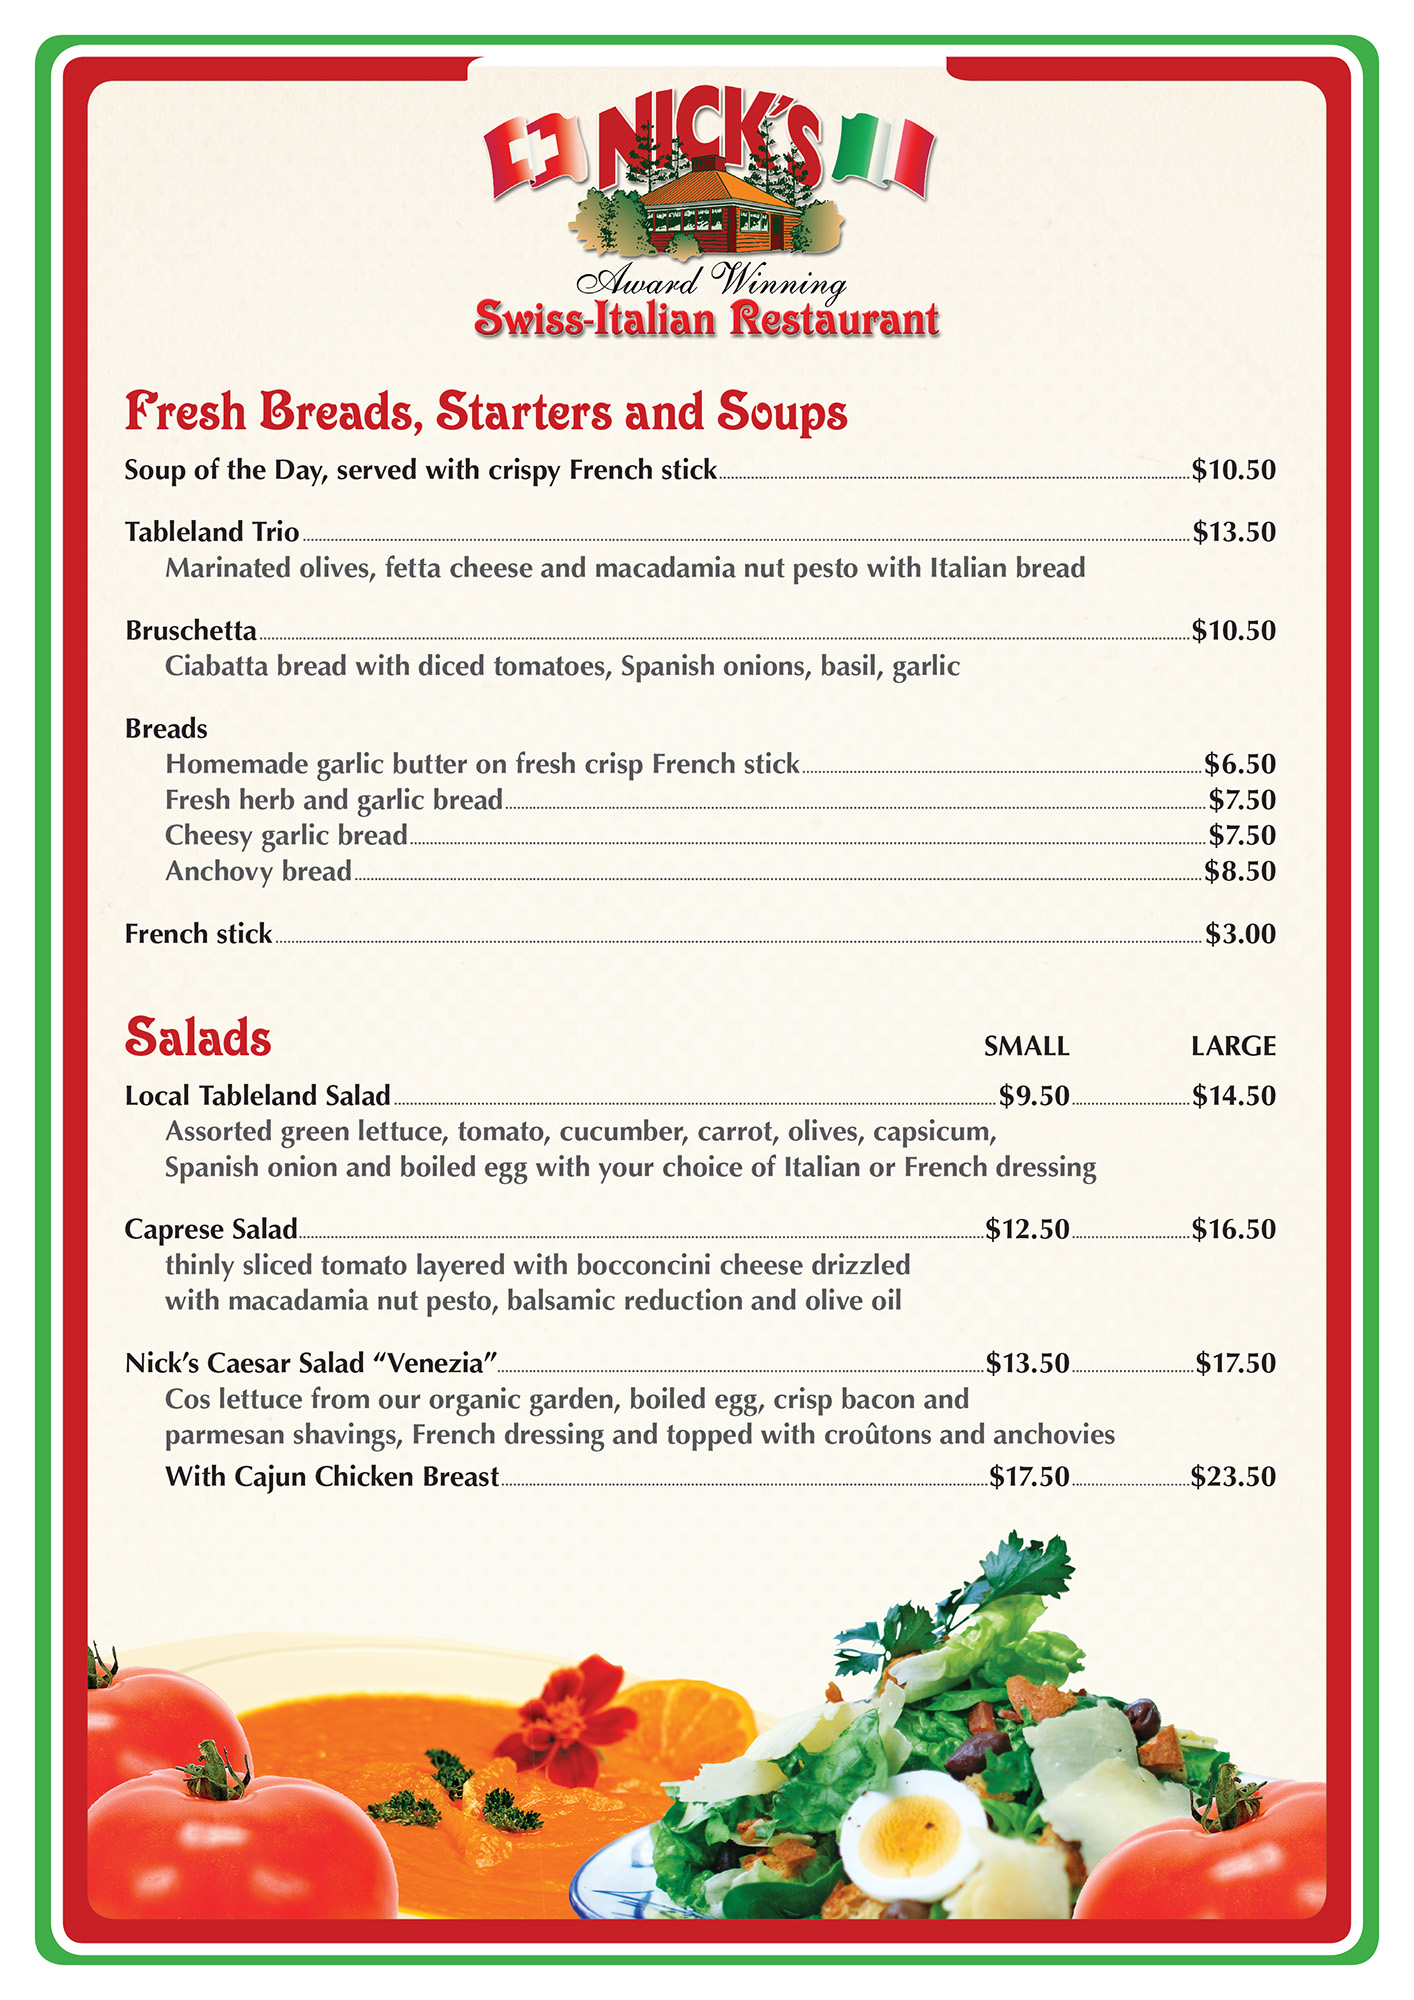 NICK'S
Award Winning
Swiss-Italian Restaurant
Fresh Breads, Starters and Soups
Soup of the Day, served with crispy French stick $10.50
Tableland Trio $13.50
Marinated olives, fetta cheese and macadamia nut pesto with Italian bread
Bruschetta $10.50
Ciabatta bread with diced tomatoes, Spanish onions, basil, garlic
Breads
Homemade garlic butter on fresh crisp French stick $6.50
Fresh herb and garlic bread $7.50
Cheesy garlic bread $7.50
Anchovy bread $8.50
French stick $3.00
Salads SMALL LARGE
Local Tableland Salad $9.50 $14.50
Assorted green lettuce, tomato, cucumber, carrot, olives, capsicum,
Spanish onion and boiled egg with your choice of Italian or French dressing
Caprese Salad $12.50 $16.50
thinly sliced tomato layered with bocconcini cheese drizzled
with macadamia nut pesto, balsamic reduction and olive oil
Nick’s Caesar Salad “Venezia” $13.50 $17.50
Cos lettuce from our organic garden, boiled egg, crisp bacon and
parmesan shavings, French dressing and topped with croûtons and anchovies
With Cajun Chicken Breast $17.50 $23.50